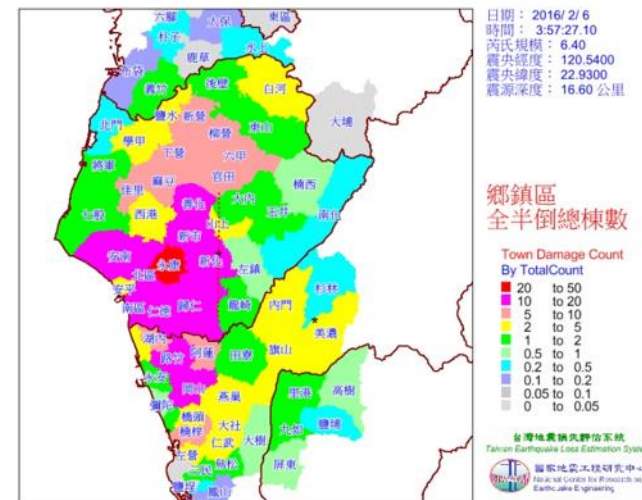 日期： 2016/ 2/ 6
時間： 3:57:27.10
芮氏規模： 6.40
震央經度： 120.5400
震央緯度： 22.9300
震源深度： 16.60 公里
鄉鎮區
全半倒總棟數
Town Damage Count
By TotalCount
20 to 50
10 to 20
5 to 10
2 to 5
1 to 2
0.5 to 1
0.2 to 0.5
0.1 to 0.2
0.05 to 0.1
0 to 0.05
台灣地震損失評估系統
Taiwan Earthquake Loss Estimation System
國家地震工程研究中心
National Center for Research on
Earthquake Engineering
六腳
太保
東區
朴子
水上
鹿草
布袋
義竹
後壁
白河
大埔
鹽水
新營
北門
學甲
柳營
東山
下營
六甲
將軍
麻豆
官田
楠西
佳里
大內
七股
西港
善化
玉井
南化
山上
新市
安南
永康
新化
左鎮
北區
安平
南區
仁德
歸仁
龍崎
內門
杉林
美濃
湖內
路竹
阿蓮
田寮
旗山
永安
岡山
彌陀
燕巢
里港
高樹
橋頭
楠梓
大社
大樹
九如
鹽埔
仁武
左營
屏東
三民
鳥松
鹽埕
鳳山